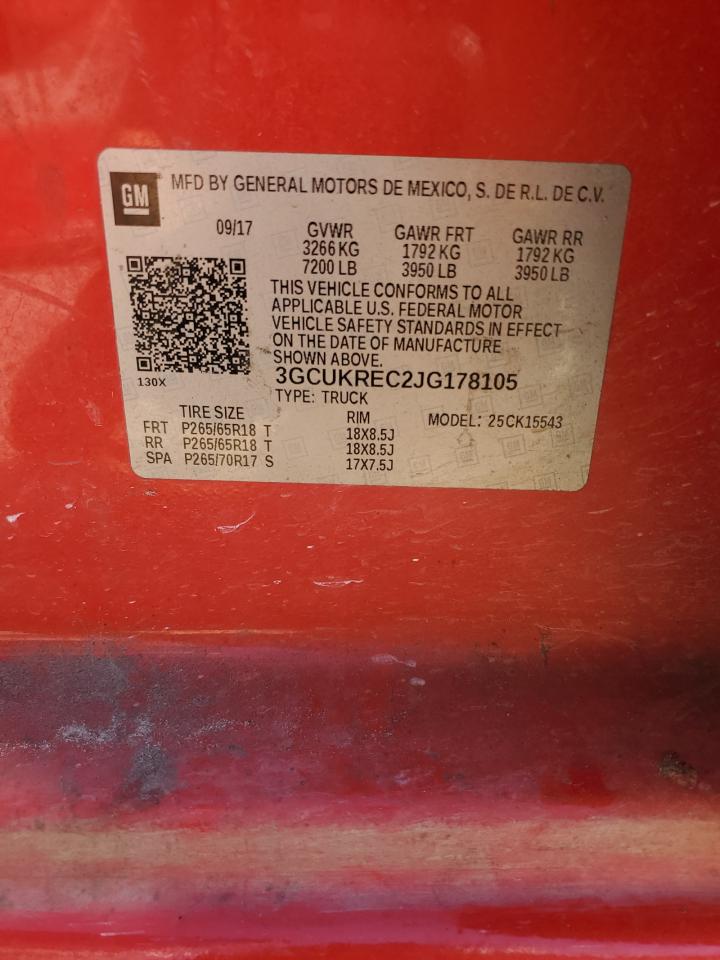 GM
MFD BY GENERAL MOTORS DE MEXICO, S. DE R.L. DE C.V.
09/17 GVWR GAWR FRT GAWR RR
3266 KG 1792 KG 1792 KG
7200 LB 3950 LB 3950 LB
THIS VEHICLE CONFORMS TO ALL
APPLICABLE U.S. FEDERAL MOTOR
VEHICLE SAFETY STANDARDS IN EFFECT
ON THE DATE OF MANUFACTURE
SHOWN ABOVE.
3GCUKREC2JG178105
130X
TYPE: TRUCK
TIRE SIZE RIM MODEL: 25CK15543
FRT P265/65R18 T 18X8.5J
RR P265/65R18 T 18X8.5J
SPA P265/70R17 S 17X7.5J